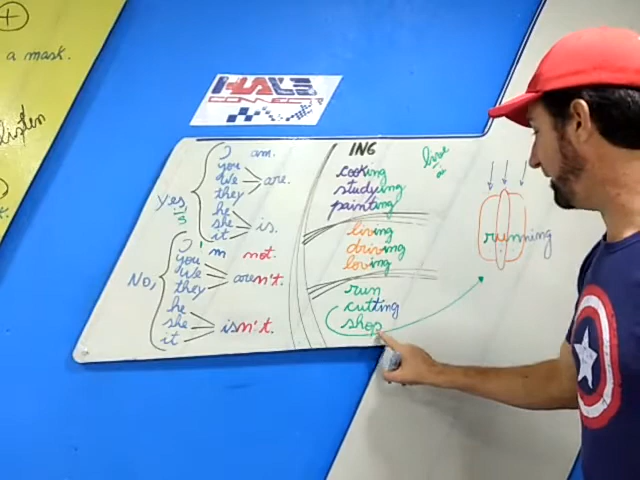 a mask.
listen
HALE
I am.
you
we
they
are.
Yes,
he
she
it
is.
No,
I 'm not.
you
we
they
aren't.
he
she
it
isn't.
ING
cooking
studying
painting
living
driving
loving
run
cutting
shop
live
running